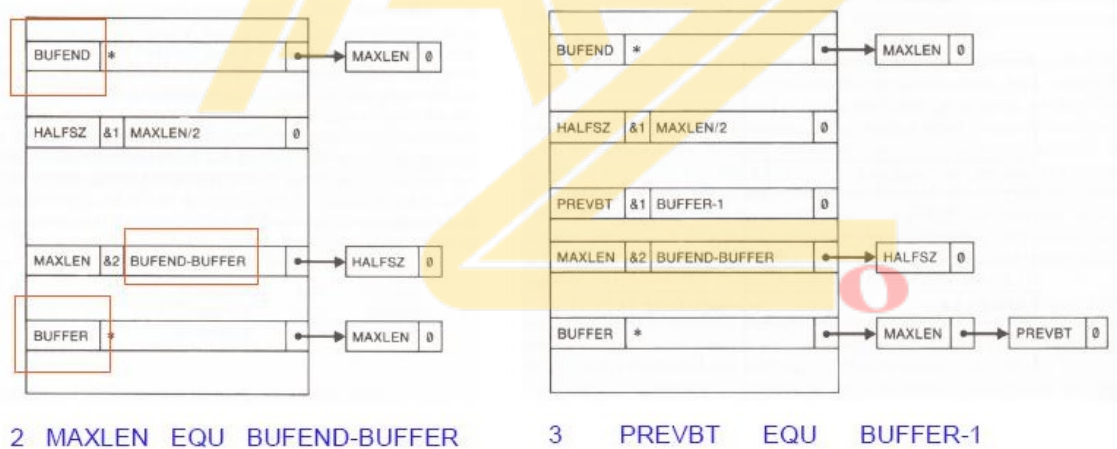 BUFEND * MAXLEN 0
HALFSZ &1 MAXLEN/2 0
MAXLEN &2 BUFEND-BUFFER HALFSZ 0
BUFFER * MAXLEN 0
2 MAXLEN EQU BUFEND-BUFFER
BUFEND * MAXLEN 0
HALFSZ &1 MAXLEN/2 0
PREVBT &1 BUFFER-1 0
MAXLEN &2 BUFEND-BUFFER HALFSZ 0
BUFFER * MAXLEN PREVBT 0
3 PREVBT EQU BUFFER-1